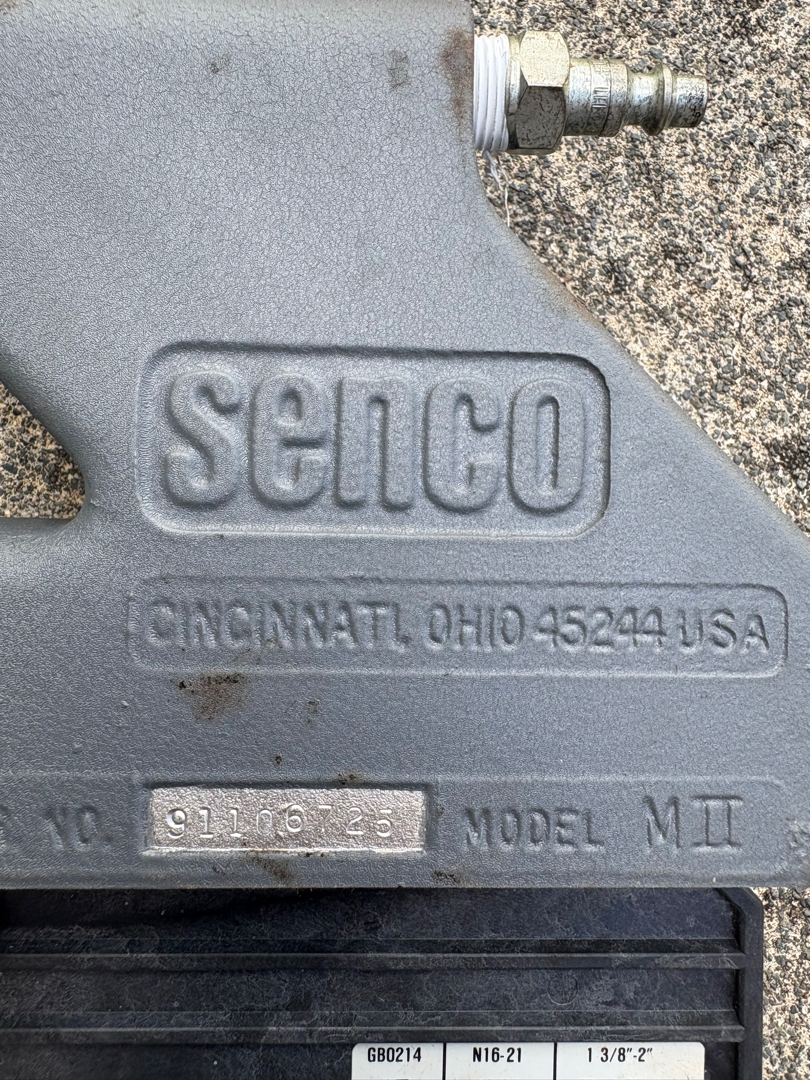 senco
CINCINNATI, OHIO 45244 USA
NO. 91106725 MODEL MII
GB0214 N16-21 1 3/8"-2"